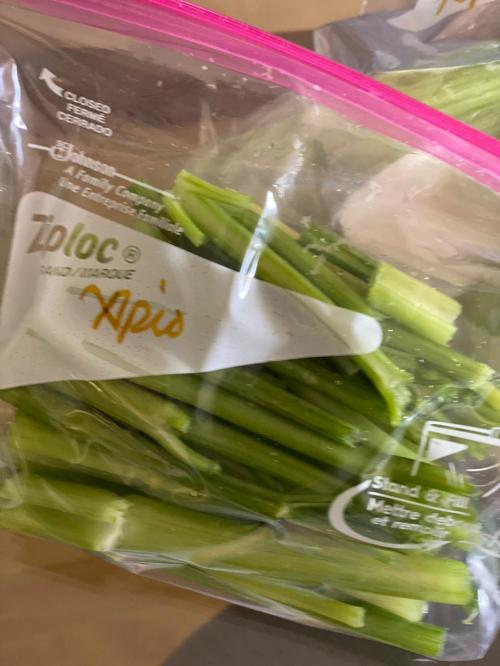 CLOSED
FERMÉ
CERRADO
SC Johnson
A Family Company
Une Entreprise Familiale
Ziploc®
BRAND/MARQUE
Apio
Stand & Fill
Mettre debout
et remplir